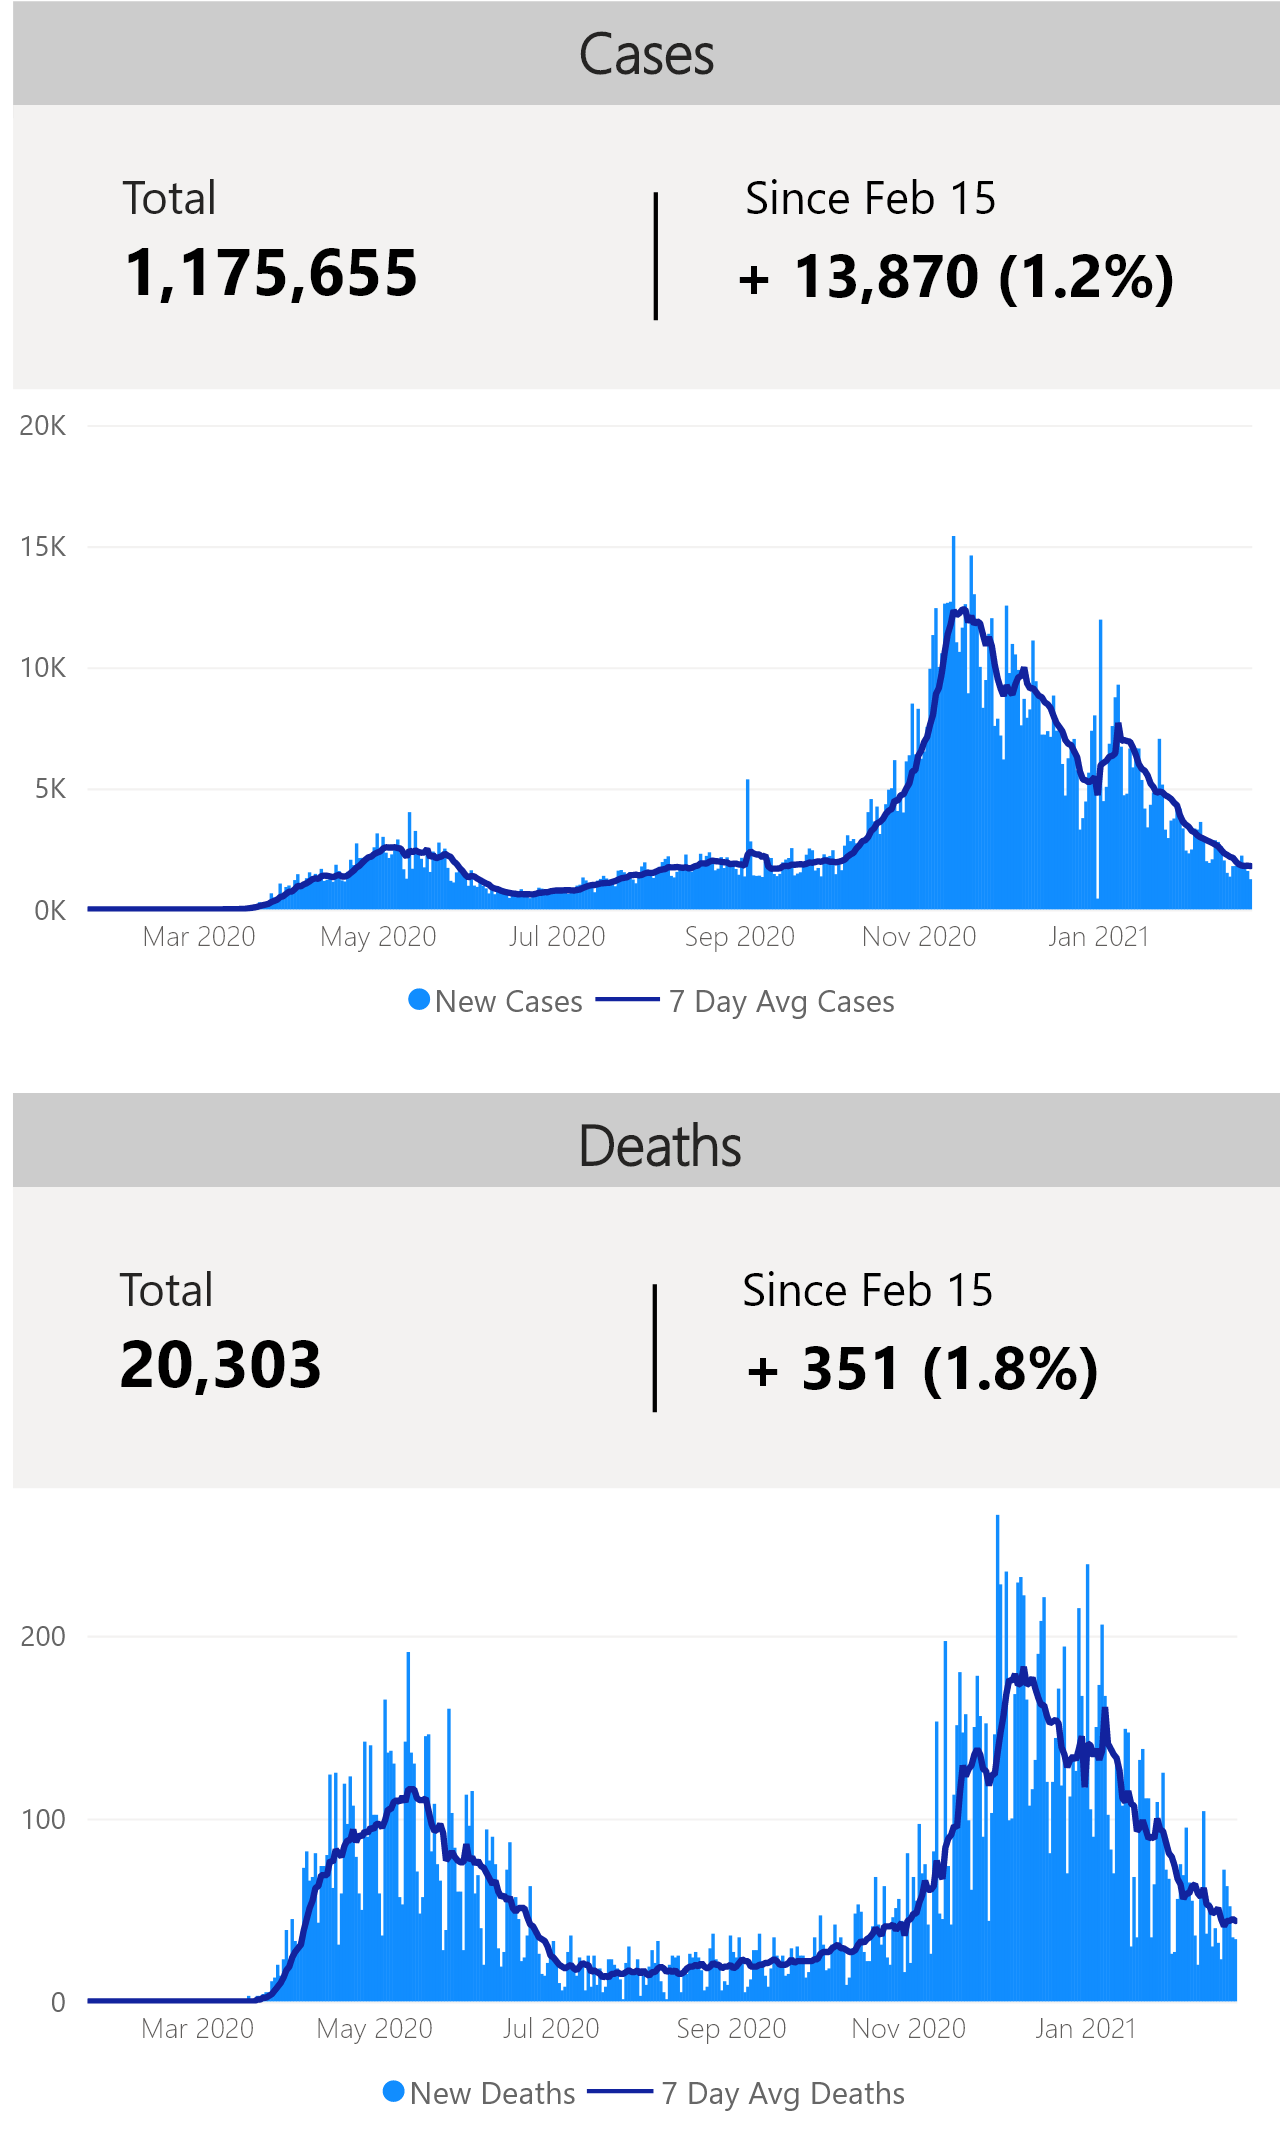 Cases
Total
Since Feb 15
1,175,655
+ 13,870 (1.2%)
20K
15K
10K
5K
0K
Mar 2020 May 2020 Jul 2020 Sep 2020 Nov 2020 Jan 2021
New Cases 7 Day Avg Cases
Deaths
Total
Since Feb 15
20,303
+ 351 (1.8%)
200
100
0
Mar 2020 May 2020 Jul 2020 Sep 2020 Nov 2020 Jan 2021
New Deaths 7 Day Avg Deaths